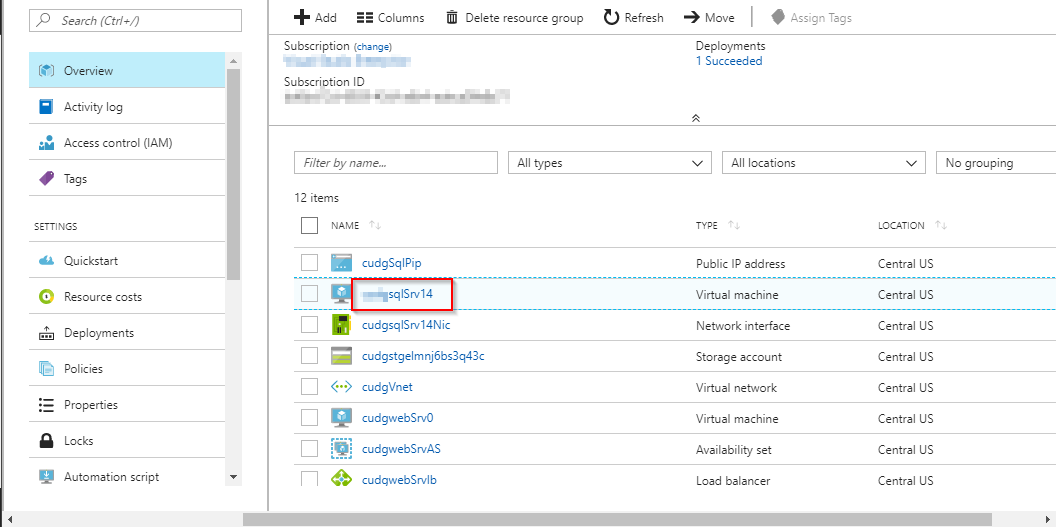 Search (Ctrl+/)
Overview
Activity log
Access control (IAM)
Tags
SETTINGS
Quickstart
Resource costs
Deployments
Policies
Properties
Locks
Automation script
Add Columns Delete resource group Refresh Move Assign Tags
Subscription (change) Deployments
1 Succeeded
Subscription ID
Filter by name... All types All locations No grouping
12 items
NAME TYPE LOCATION
cudgSqlPip Public IP address Central US
sqlSrv14 Virtual machine Central US
cudgsqlSrv14Nic Network interface Central US
cudgstgelmnj6bs3q43c Storage account Central US
cudgVnet Virtual network Central US
cudgwebSrv0 Virtual machine Central US
cudgwebSrvAS Availability set Central US
cudgwebSrvlb Load balancer Central US